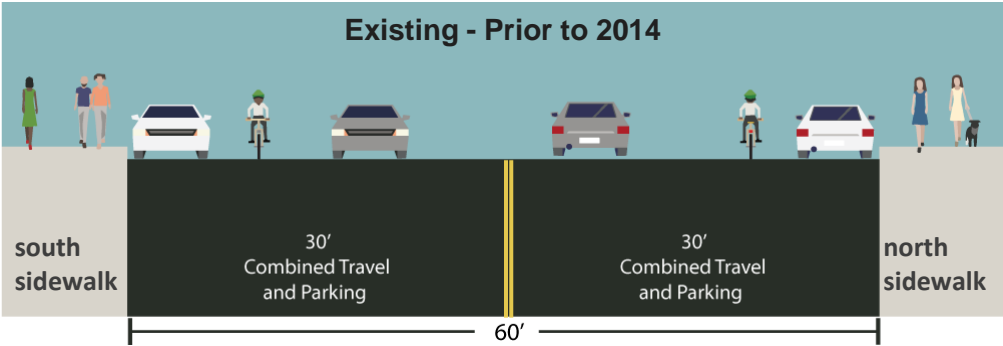 Existing - Prior to 2014
south
sidewalk
30’
Combined Travel
and Parking
30’
Combined Travel
and Parking
north
sidewalk
60’